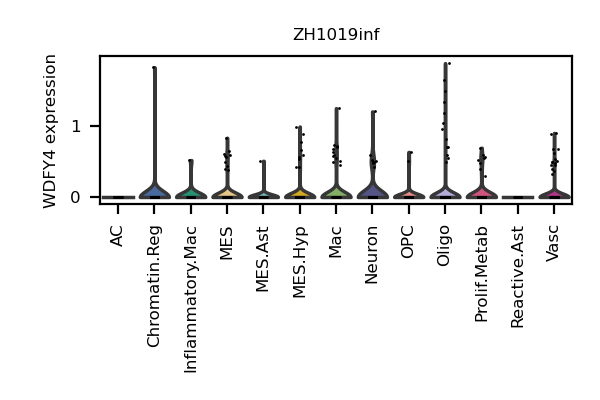 ZH1019inf
WDFY4 expression
1
0
AC
Chromatin.Reg
Inflammatory.Mac
MES
MES.Ast
MES.Hyp
Mac
Neuron
OPC
Oligo
Prolif.Metab
Reactive.Ast
Vasc